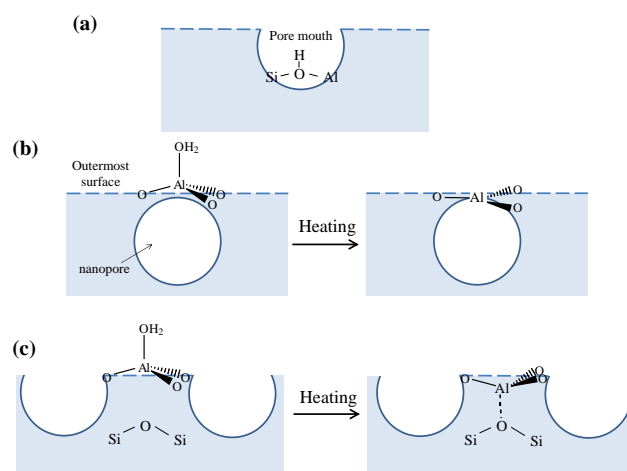 (a)
Pore mouth
H
Si O Al
(b)
OH2
Outermost
surface
O Al O
O
nanopore
Heating
O Al O
O
(c)
OH2
O Al O
O
Si O Si
Heating
O Al O
O
Si O Si